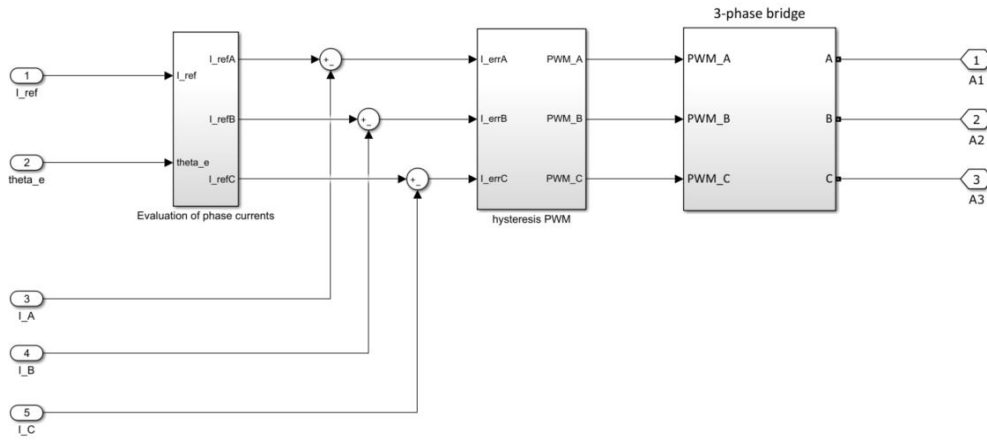 3-phase bridge
1
I_ref
2
theta_e
I_ref
theta_e
I_refA
I_refB
I_refC
Evaluation of phase currents
+
-
+
-
+
-
I_errA
I_errB
I_errC
PWM_A
PWM_B
PWM_C
hysteresis PWM
PWM_A
PWM_B
PWM_C
A
B
C
1
A1
2
A2
3
A3
3
I_A
4
I_B
5
I_C